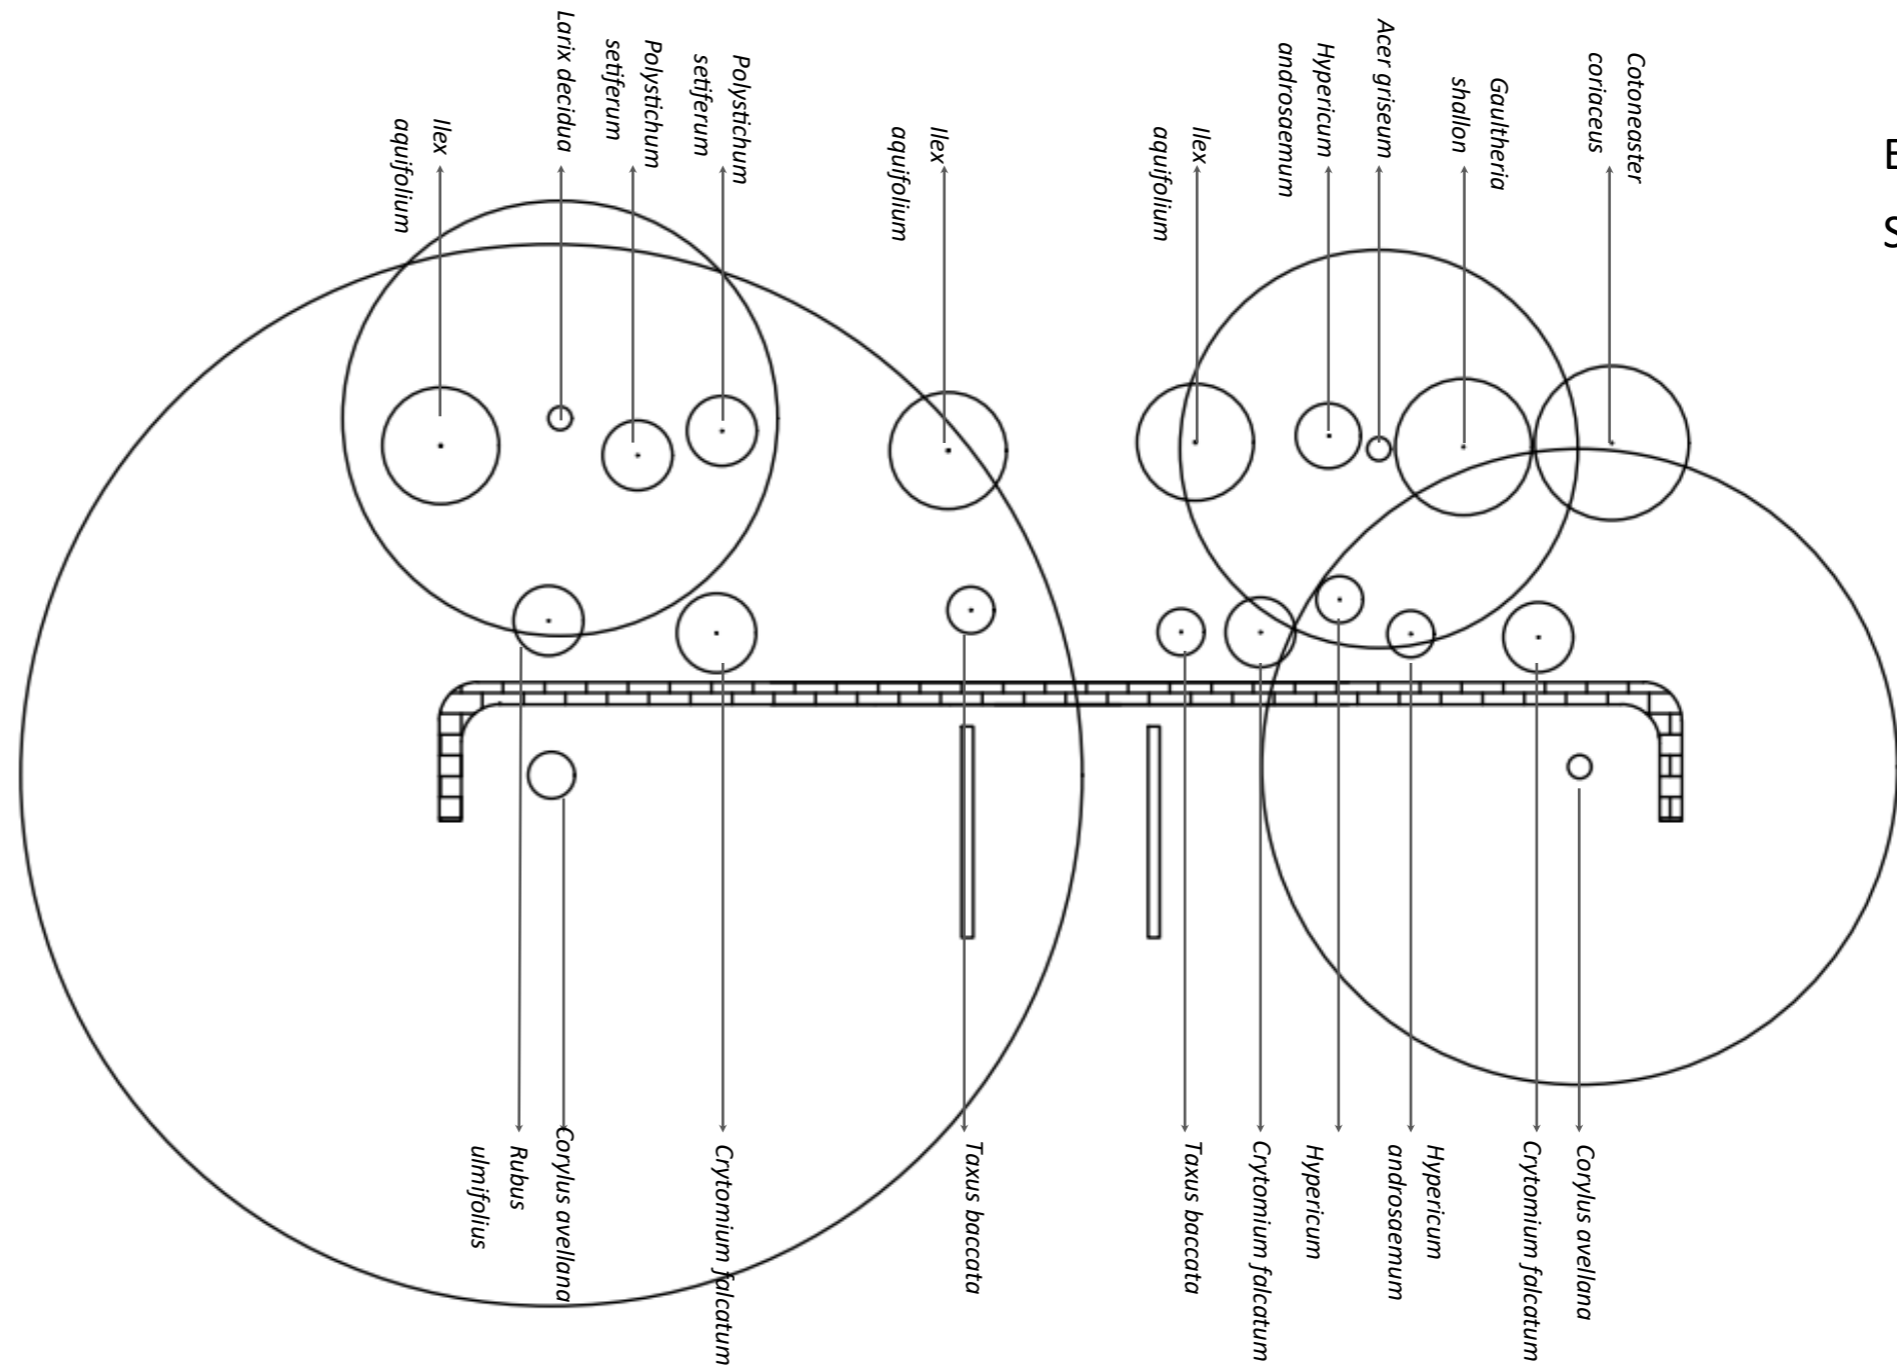 Ilex
aquifolium
Larix decidua
Polystichum
setiferum
Polystichum
setiferum
Ilex
aquifolium
Ilex
aquifolium
Hypericum
androsaemum
Acer griseum
Gaultheria
shallon
Cotoneaster
coriaceus
Rubus
ulmifolius
Corylus avellana
Crytomium falcatum
Taxus baccata
Taxus baccata
Crytomium falcatum
Hypericum
Hypericum
androsaemum
Crytomium falcatum
Corylus avellana